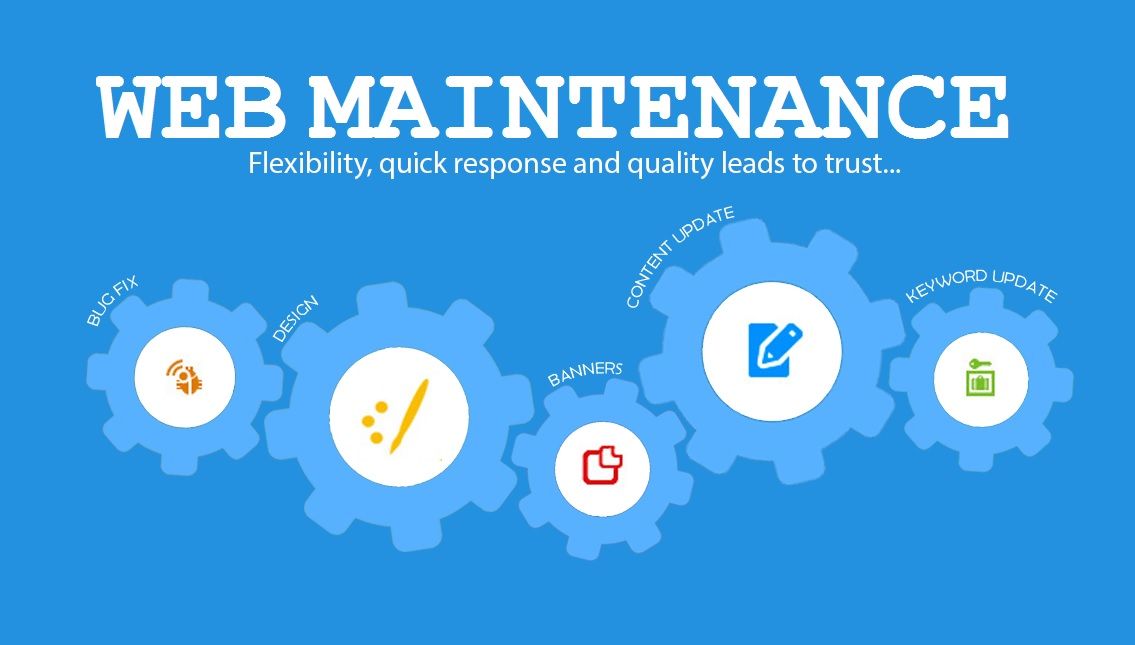 WEB MAINTENANCE
Flexibility, quick response and quality leads to trust...
BUG FIX
DESIGN
BANNERS
CONTENT UPDATE
KEYWORD UPDATE